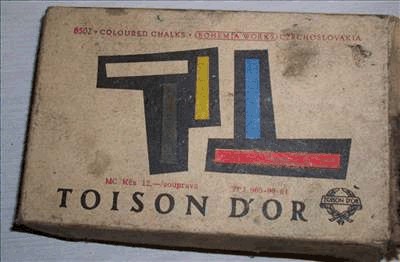 8502 • COLOURED CHALKS • BOHEMIA WORKS CZECHOSLOVAKIA
MC Kčs 12,—/souprava
TOISON D'OR
TOISON D'OR